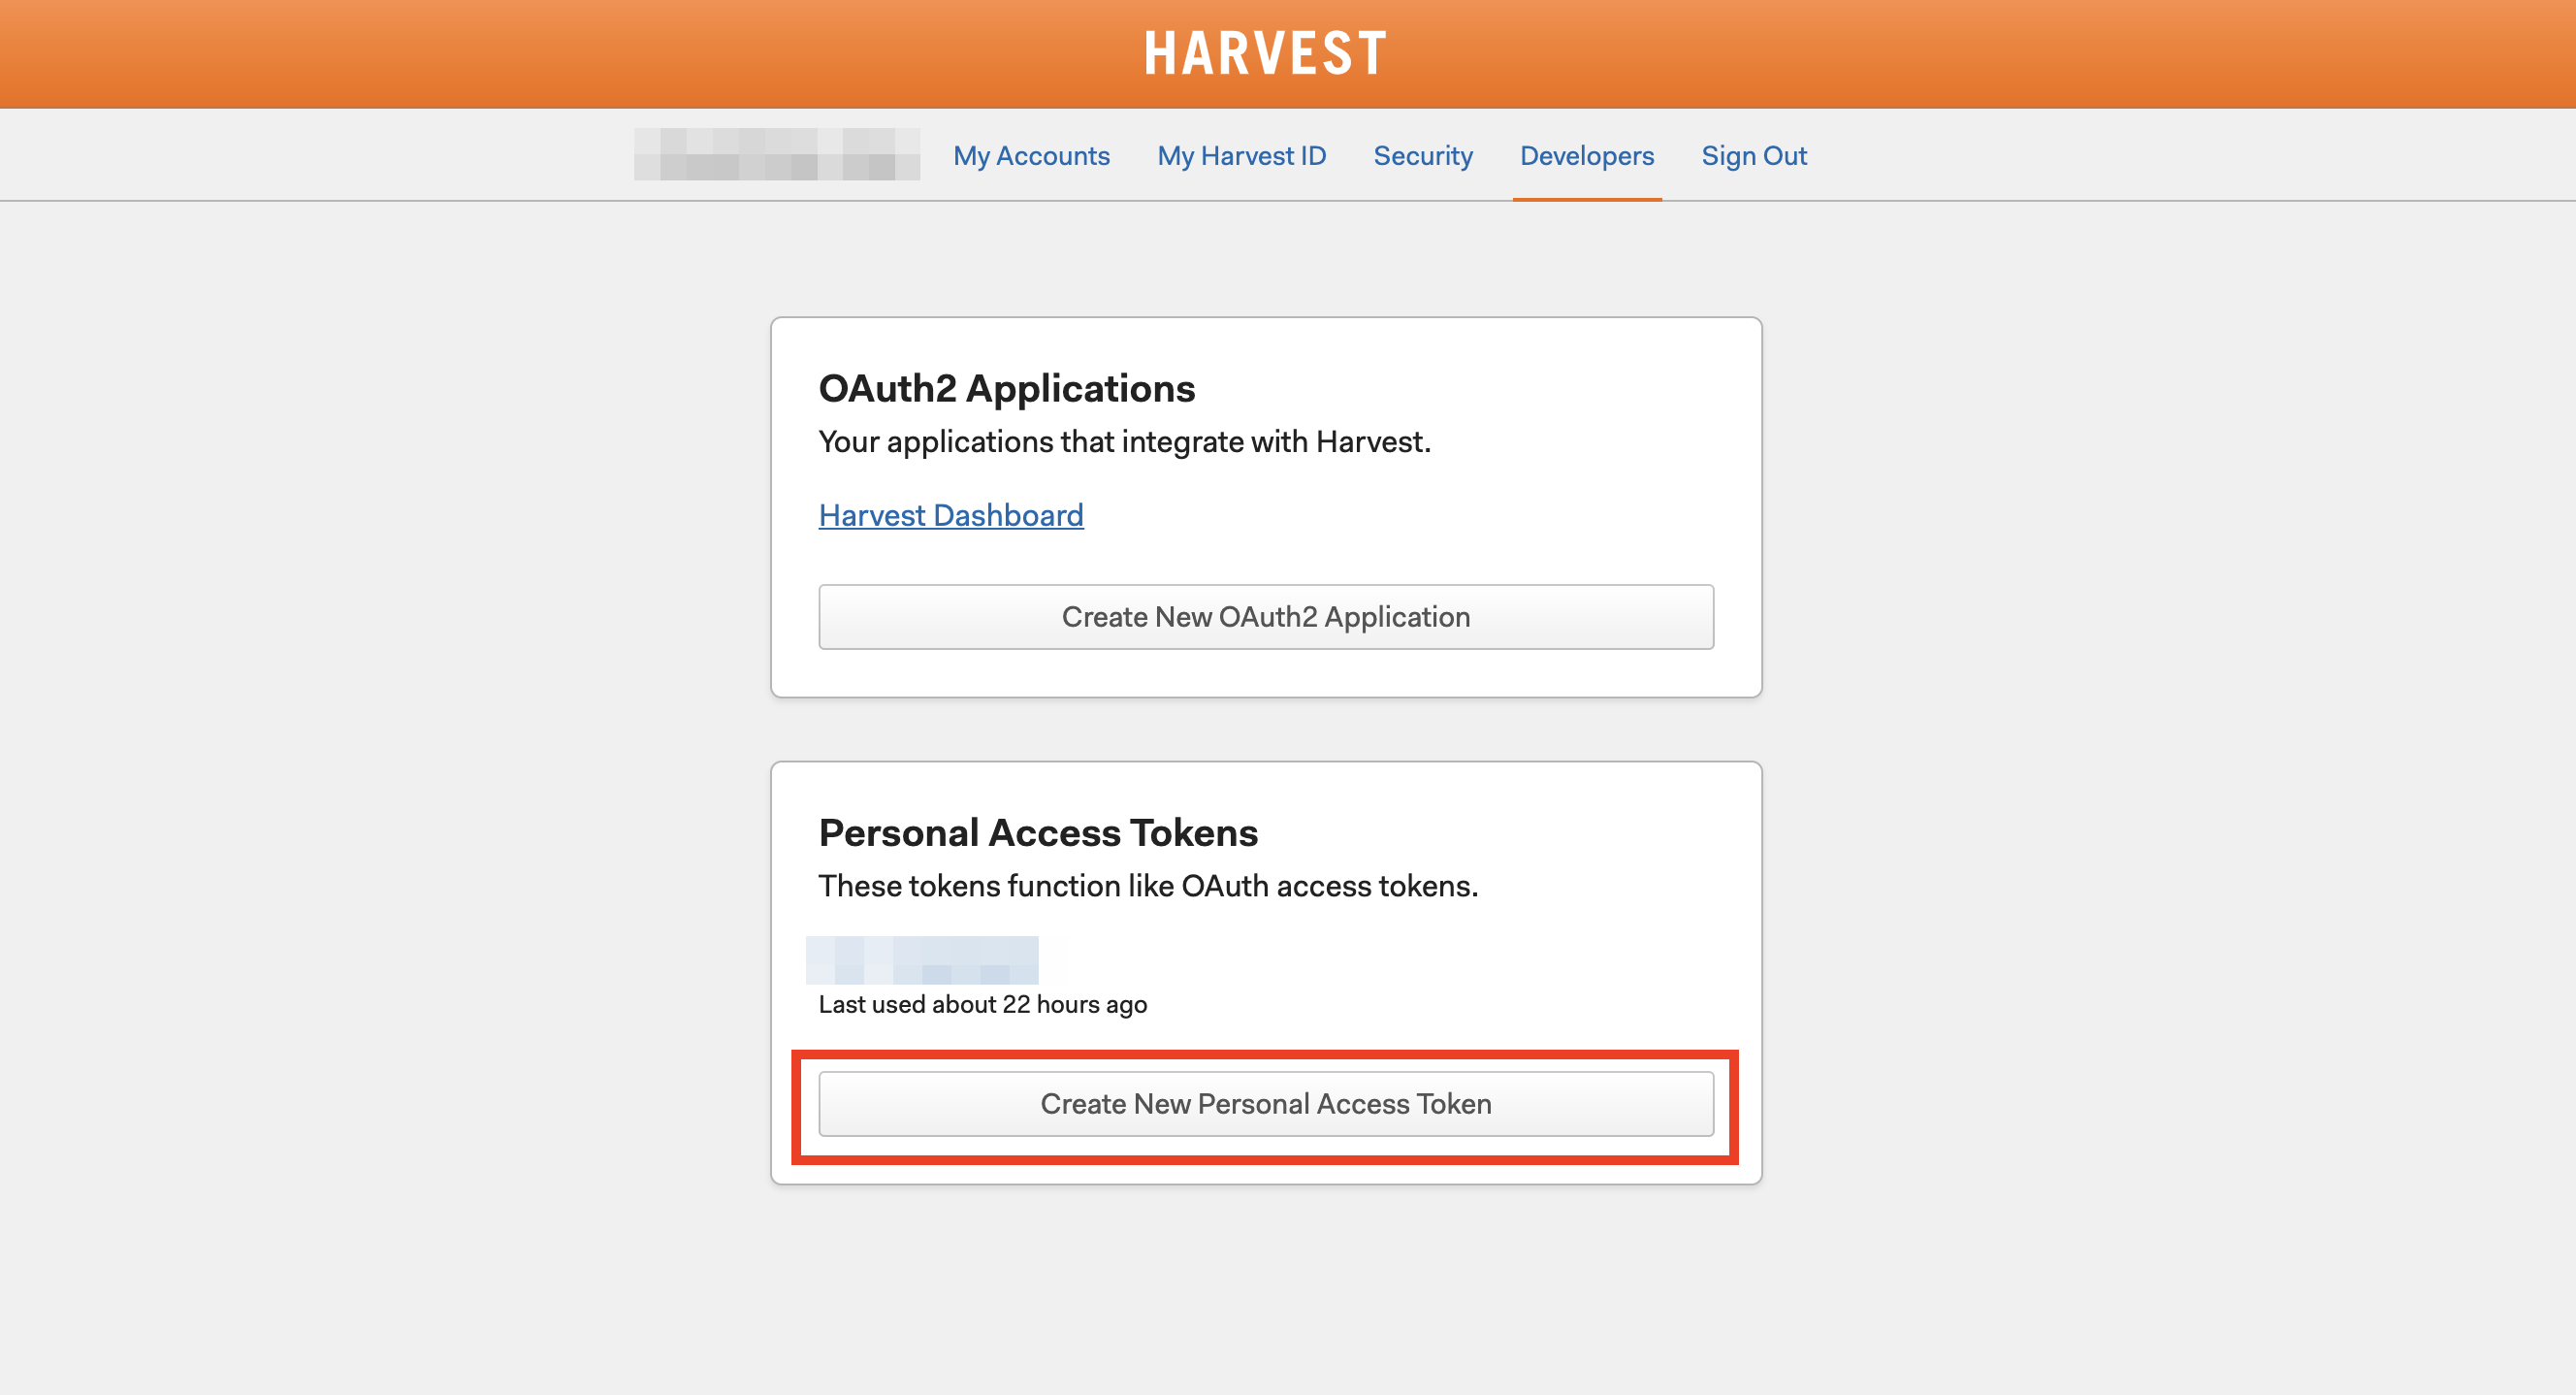 HARVEST
My Accounts My Harvest ID Security Developers Sign Out
OAuth2 Applications
Your applications that integrate with Harvest.
Harvest Dashboard
Create New OAuth2 Application
Personal Access Tokens
These tokens function like OAuth access tokens.
Last used about 22 hours ago
Create New Personal Access Token